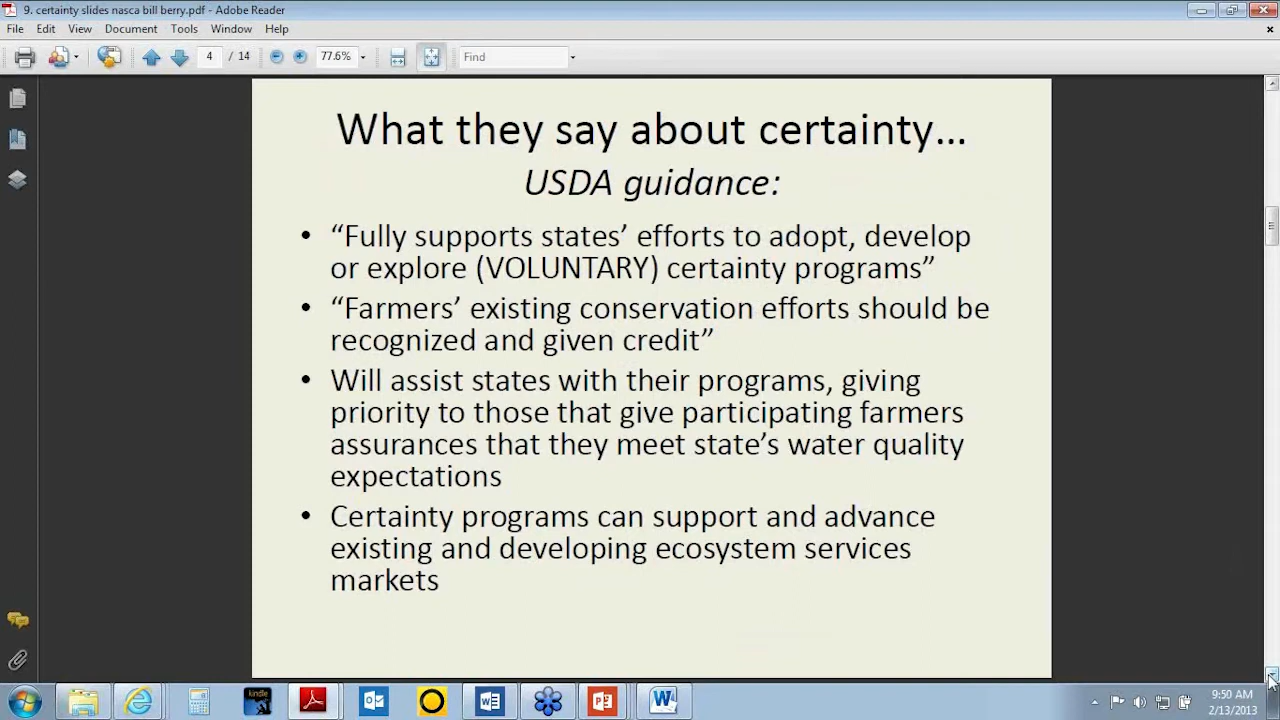 9. certainty slides nasca bill berry.pdf - Adobe Reader
File Edit View Document Tools Window Help
4 / 14 77.6% Find
What they say about certainty…
USDA guidance:
• “Fully supports states’ efforts to adopt, develop
or explore (VOLUNTARY) certainty programs”
• “Farmers’ existing conservation efforts should be
recognized and given credit”
• Will assist states with their programs, giving
priority to those that give participating farmers
assurances that they meet state’s water quality
expectations
• Certainty programs can support and advance
existing and developing ecosystem services
markets
kindle
9:50 AM
2/13/2013